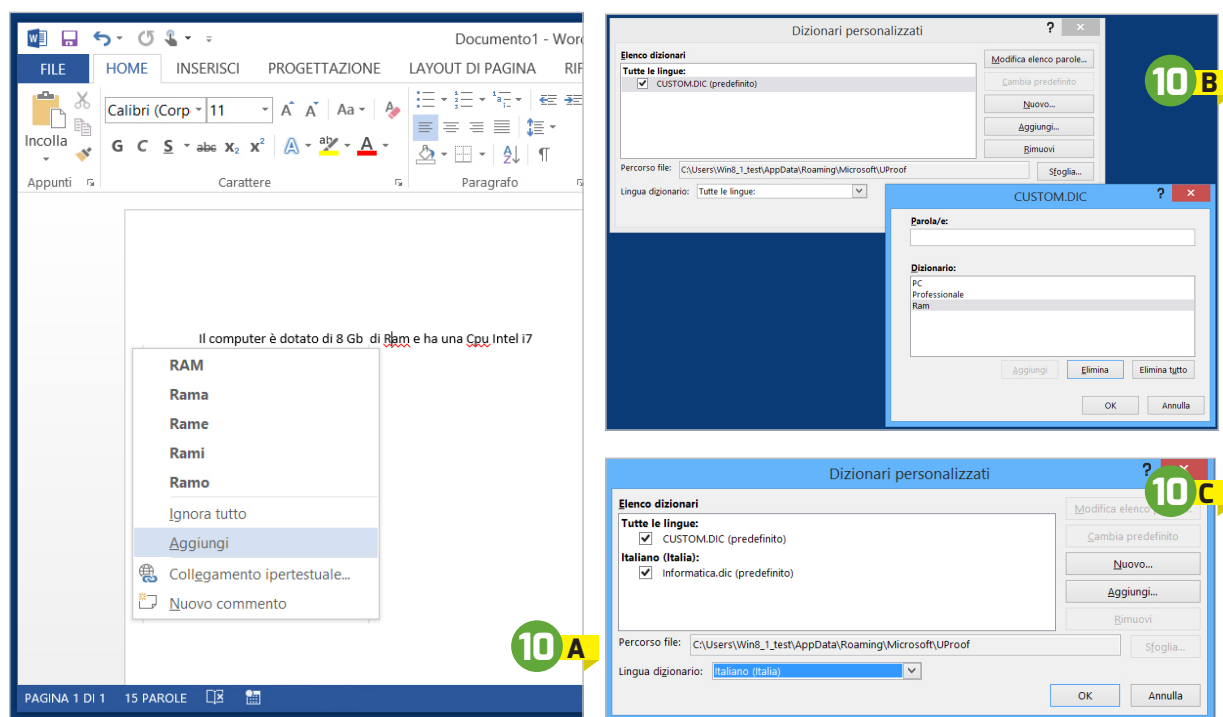 Documento1 - Word
FILE HOME INSERISCI PROGETTAZIONE LAYOUT DI PAGINA RIF
Calibri (Corp 11
Aa
Incolla
G C S abc X₂ X² A aby A
Appunti Carattere Paragrafo
Il computer è dotato di 8 Gb di Ram e ha una Cpu Intel i7
RAM
Rama
Rame
Rami
Ramo
Ignora tutto
Aggiungi
Collegamento ipertestuale...
Nuovo commento
10 A
PAGINA 1 DI 1 15 PAROLE
Dizionari personalizzati
Elenco dizionari
Tutte le lingue:
CUSTOM.DIC (predefinito)
Modifica elenco parole...
Cambia predefinito
Nuovo...
Aggiungi...
Rimuovi
Percorso file: C:\Users\Win8_1_test\AppData\Roaming\Microsoft\UProof Sfoglia...
Lingua dizionario: Tutte le lingue:
10 B
CUSTOM.DIC
Parola/e:
Dizionario:
PC
Professionale
Ram
Aggiungi Elimina Elimina tutto
OK Annulla
Dizionari personalizzati
10 C
Elenco dizionari
Tutte le lingue:
CUSTOM.DIC (predefinito)
Italiano (Italia):
Informatica.dic (predefinito)
Modifica elenco
Cambia predefinito
Nuovo...
Aggiungi...
Rimuovi
Percorso file: C:\Users\Win8_1_test\AppData\Roaming\Microsoft\UProof Sfoglia...
Lingua dizionario: Italiano (Italia)
OK Annulla